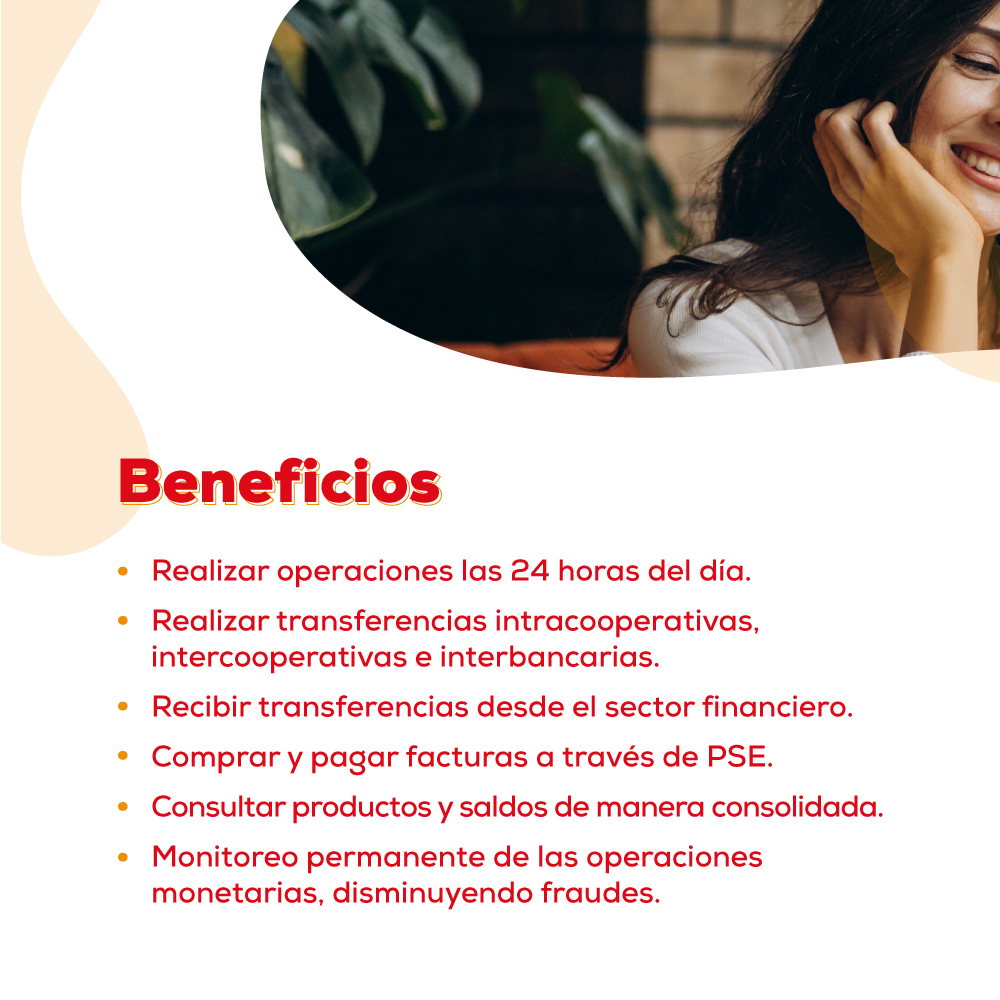 Beneficios
• Realizar operaciones las 24 horas del día.
• Realizar transferencias intracooperativas,
intercooperativas e interbancarias.
• Recibir transferencias desde el sector financiero.
• Comprar y pagar facturas a través de PSE.
• Consultar productos y saldos de manera consolidada.
• Monitoreo permanente de las operaciones
monetarias, disminuyendo fraudes.